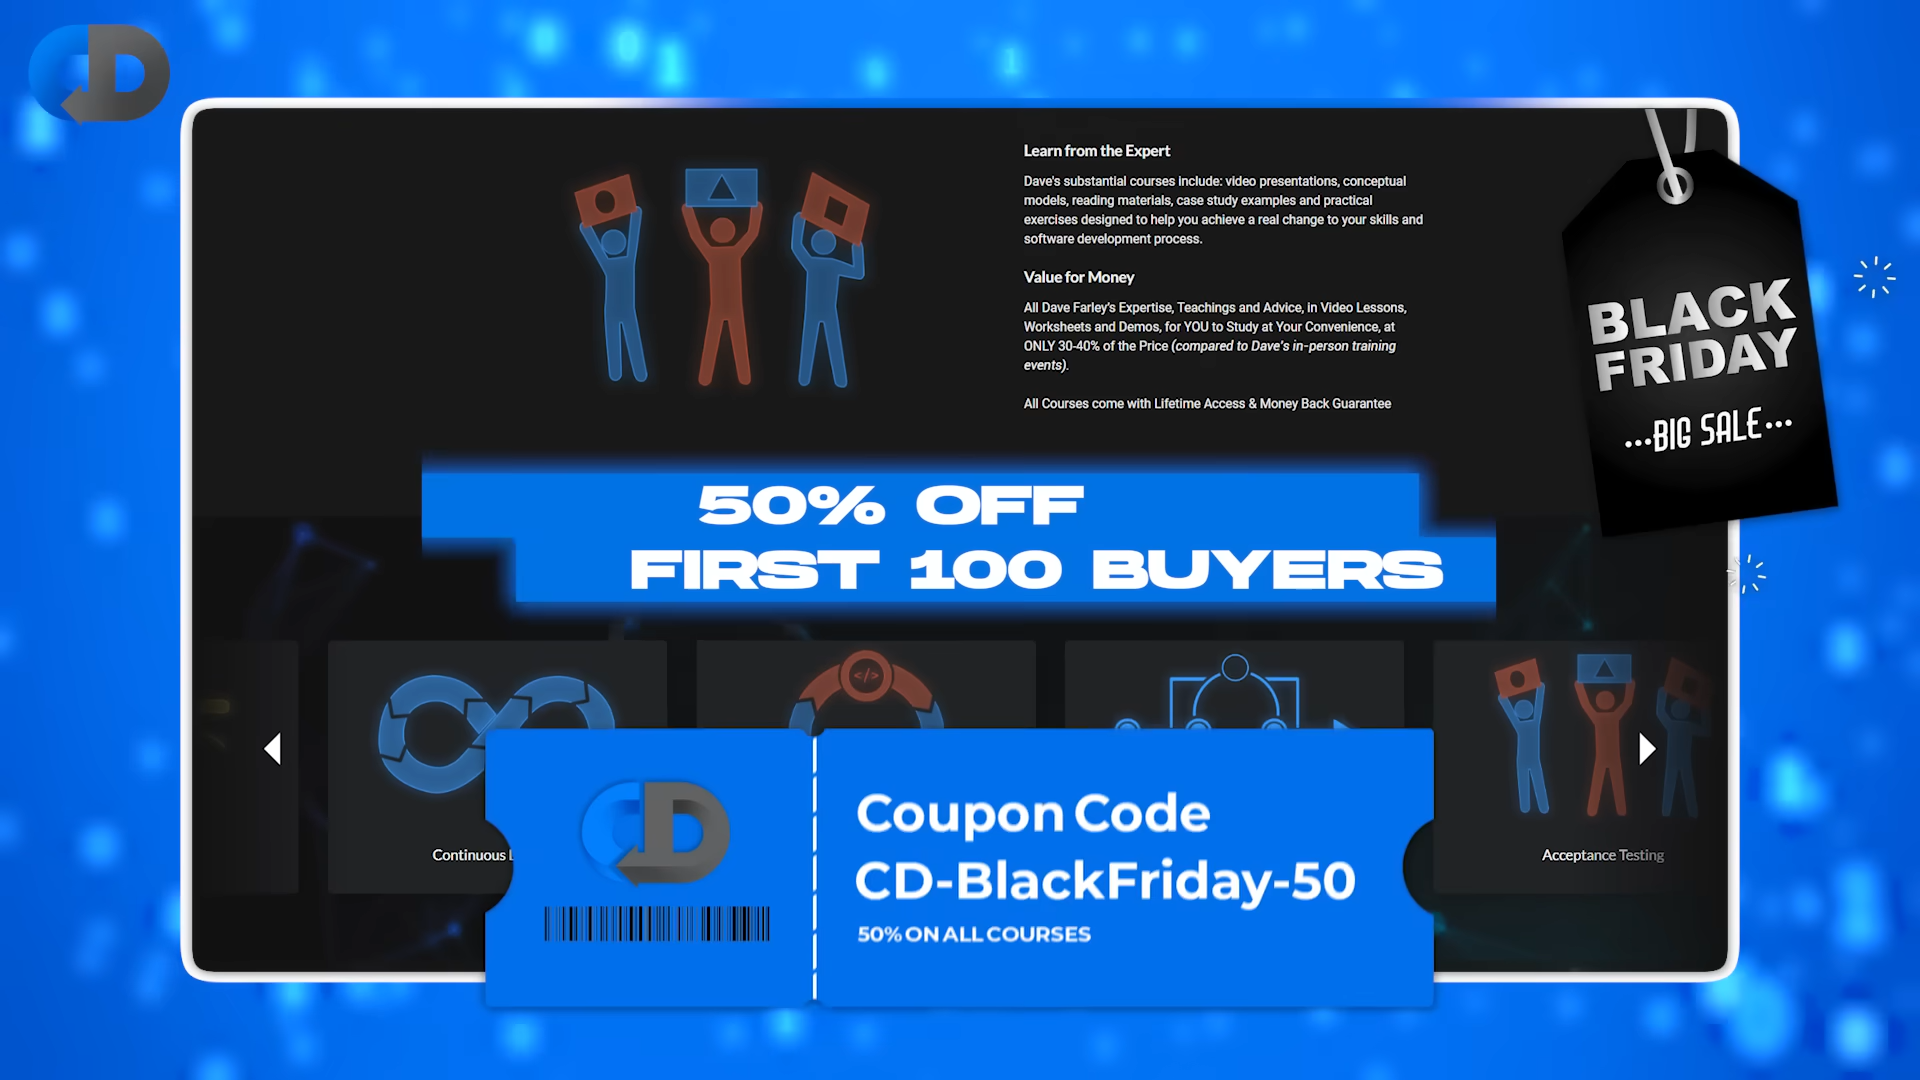 CD
Learn from the Expert
Dave's substantial courses include: video presentations, conceptual
models, reading materials, case study examples and practical
exercises designed to help you achieve a real change to your skills and
software development process.
Value for Money
All Dave Farley's Expertise, Teachings and Advice, in Video Lessons,
Worksheets and Demos, for YOU to Study at Your Convenience, at
ONLY 30-40% of the Price (compared to Dave's in-person training
events).
All Courses come with Lifetime Access & Money Back Guarantee
BLACK
FRIDAY
...BIG SALE...
50% OFF
FIRST 100 BUYERS
</>
Continuous
Acceptance Testing
CD
Coupon Code
CD-BlackFriday-50
50% ON ALL COURSES